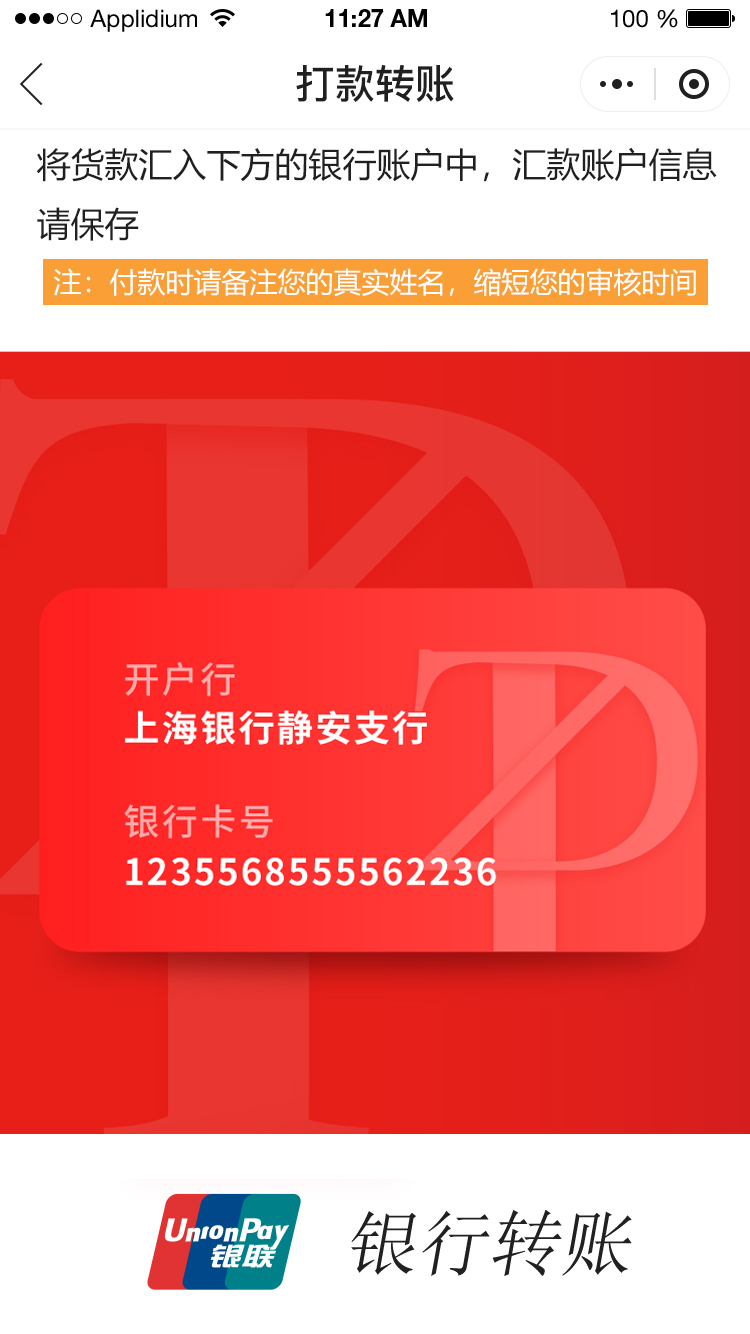 Applidium 11:27 AM 100 %
打款转账
将货款汇入下方的银行账户中，汇款账户信息
请保存
注：付款时请备注您的真实姓名，缩短您的审核时间
开户行
上海银行静安支行
银行卡号
1235568555562236
UnionPay
银联
银行转账